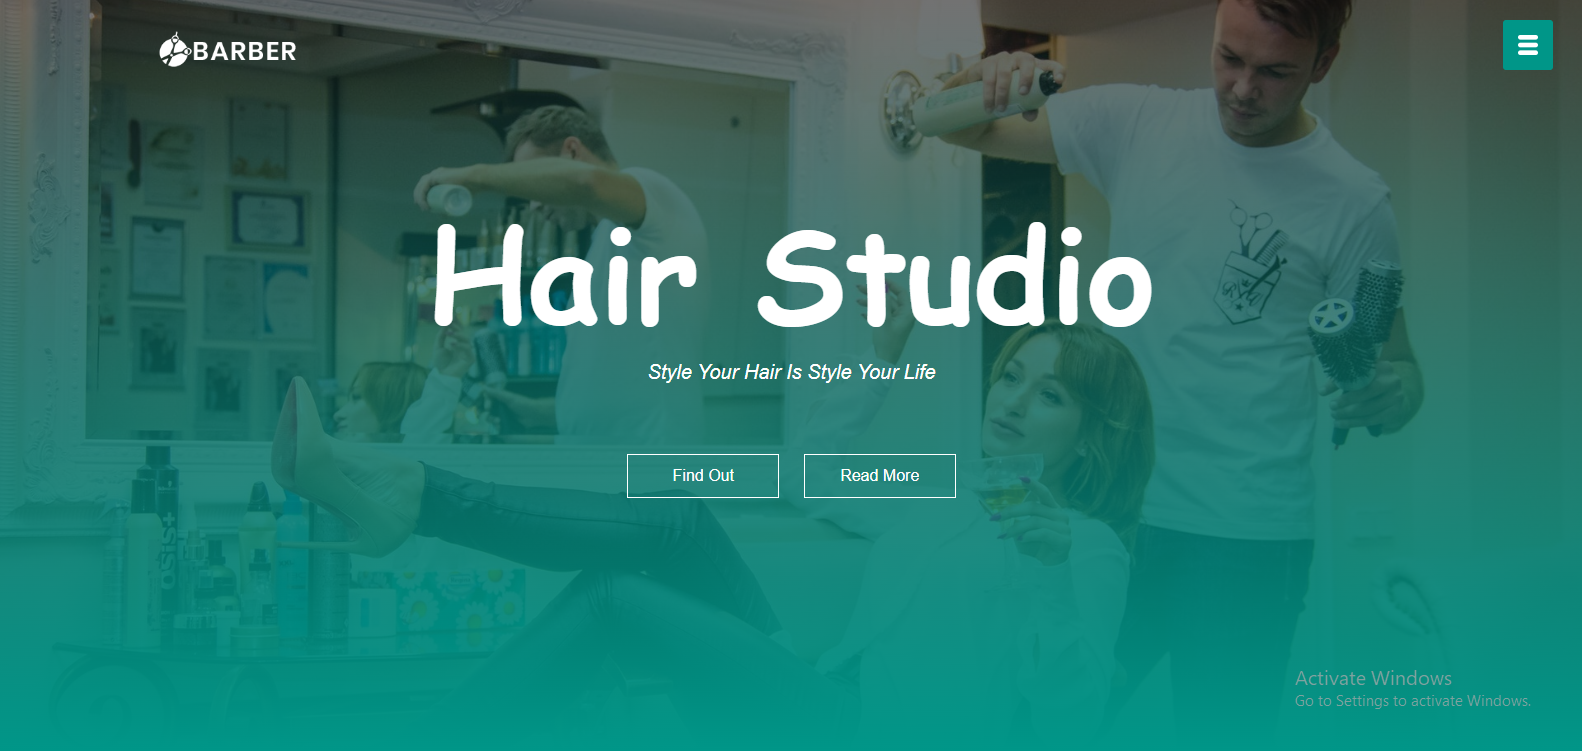 BARBER
Hair Studio
Style Your Hair Is Style Your Life
Find Out
Read More
OSiS+
Activate Windows
Go to Settings to activate Windows.